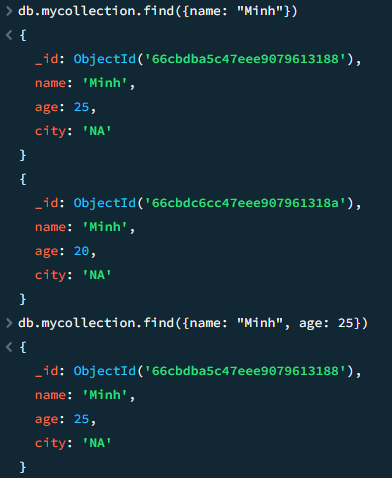 > db.mycollection.find({name: "Minh"})
< {
_id: ObjectId('66cbdba5c47eee9079613188'),
name: 'Minh',
age: 25,
city: 'NA'
}
{
_id: ObjectId('66cbdc6cc47eee907961318a'),
name: 'Minh',
age: 20,
city: 'NA'
}
> db.mycollection.find({name: "Minh", age: 25})
< {
_id: ObjectId('66cbdba5c47eee9079613188'),
name: 'Minh',
age: 25,
city: 'NA'
}